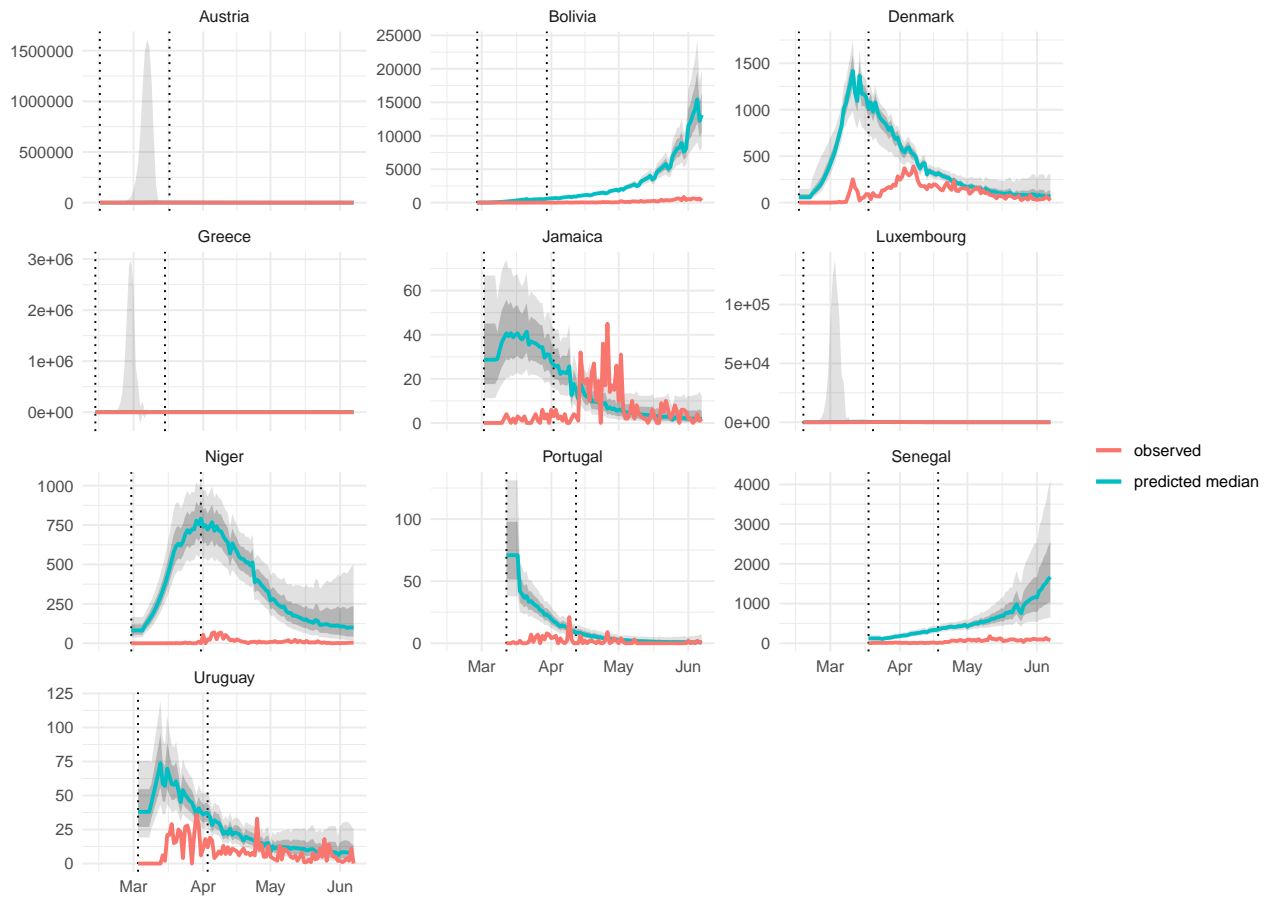 Austria
Bolivia
Denmark
1500000
1000000
500000
0
25000
20000
15000
10000
5000
0
1500
1000
500
0
Greece
Jamaica
Luxembourg
3e+06
2e+06
1e+06
0e+00
60
40
20
0
1e+05
5e+04
0e+00
Niger
Portugal
Senegal
1000
750
500
250
0
100
50
0
Mar Apr May Jun
4000
3000
2000
1000
0
Mar Apr May Jun
observed
predicted median
Uruguay
125
100
75
50
25
0
Mar Apr May Jun